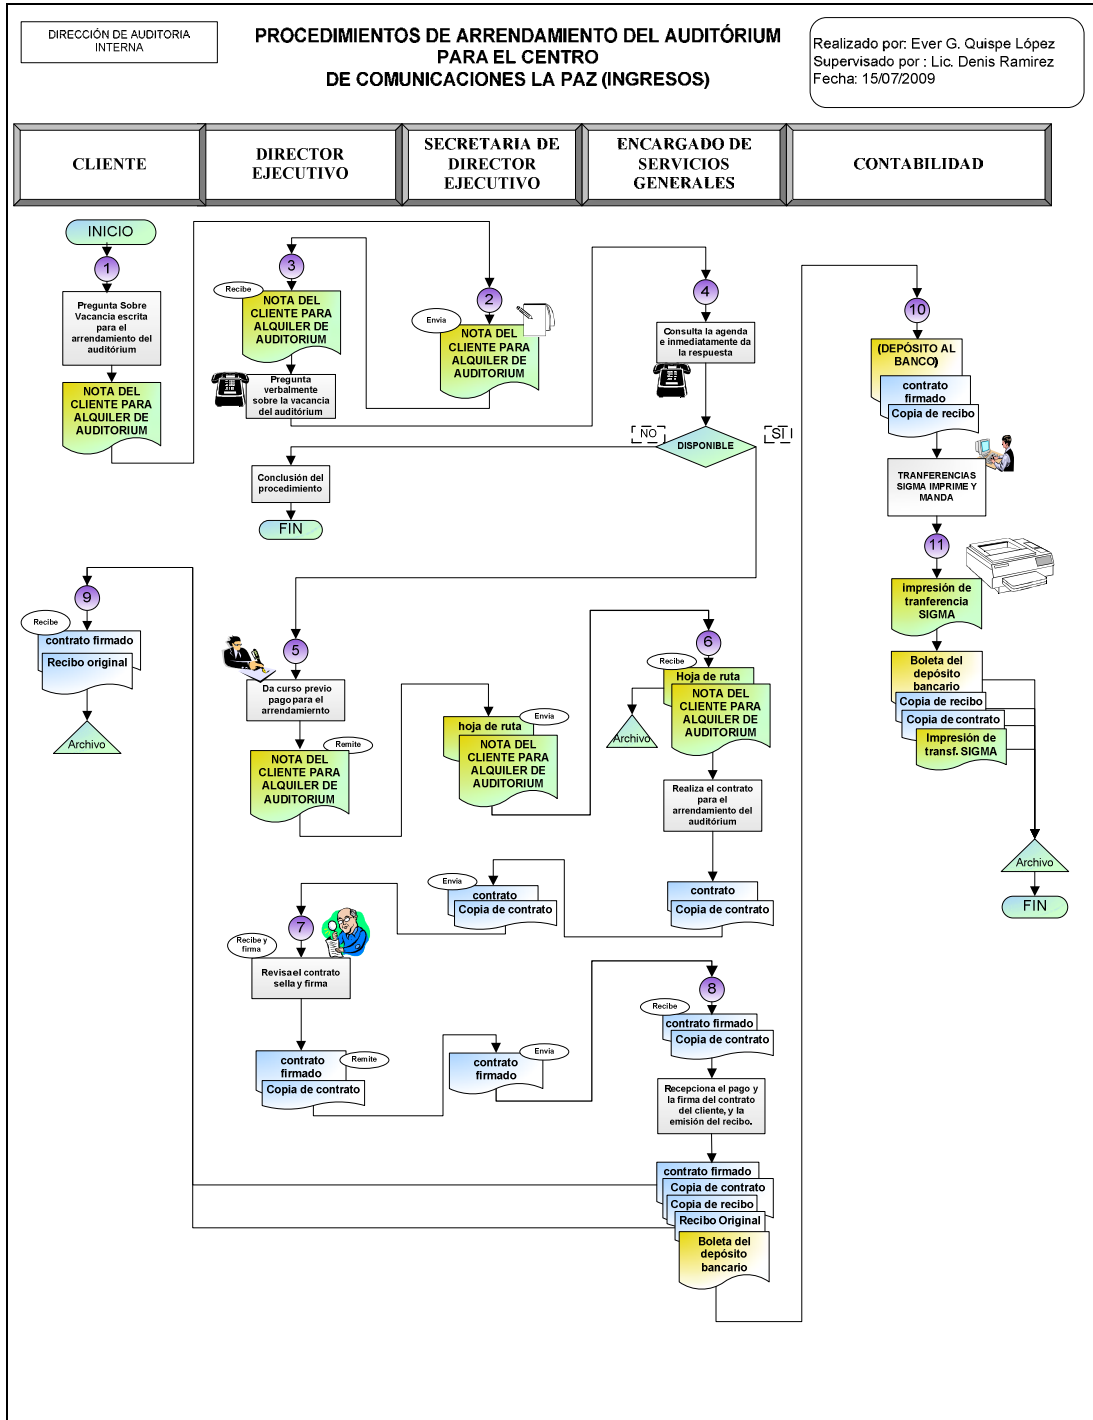 DIRECCIÓN DE AUDITORIA
INTERNA
PROCEDIMIENTOS DE ARRENDAMIENTO DEL AUDITÓRIUM
PARA EL CENTRO
DE COMUNICACIONES LA PAZ (INGRESOS)
Realizado por: Ever G. Quispe López
Supervisado por : Lic. Denis Ramirez
Fecha: 15/07/2009
CLIENTE
DIRECTOR
EJECUTIVO
SECRETARIA DE
DIRECTOR
EJECUTIVO
ENCARGADO DE
SERVICIOS
GENERALES
CONTABILIDAD
INICIO
1
Pregunta Sobre
Vacancia escrita
para el
arrendamiento del
auditórium
NOTA DEL
CLIENTE PARA
ALQUILER DE
AUDITORIUM
2
Envia
NOTA DEL
CLIENTE PARA
ALQUILER DE
AUDITORIUM
3
Recibe
NOTA DEL
CLIENTE PARA
ALQUILER DE
AUDITORIUM
Pregunta
verbalmente
sobre la vacancia
del auditórium
4
Consulta la agenda
e inmediatamente da
la respuesta
NO
DISPONIBLE
SÍ
Conclusión del
procedimiento
FIN
5
Da curso previo
pago para el
arrendamiento
Remite
NOTA DEL
CLIENTE PARA
ALQUILER DE
AUDITORIUM
Envia
hoja de ruta
NOTA DEL
CLIENTE PARA
ALQUILER DE
AUDITORIUM
6
Recibe
Hoja de ruta
NOTA DEL
CLIENTE PARA
ALQUILER DE
AUDITORIUM
Archivo
Realiza el contrato
para el
arrendamiento del
auditórium
contrato
Copia de contrato
Envia
contrato
Copia de contrato
7
Recibe y
firma
Revisa el contrato
sella y firma
Remite
contrato
firmado
Copia de contrato
Envia
contrato
firmado
8
Recibe
contrato firmado
Copia de contrato
Recepciona el pago y
la firma del contrato
del cliente, y la
emisión del recibo.
contrato firmado
Copia de contrato
Copia de recibo
Recibo Original
Boleta del
depósito
bancario
9
Recibe
contrato firmado
Recibo original
Archivo
10
(DEPÓSITO AL
BANCO)
contrato
firmado
Copia de recibo
TRANFERENCIAS
SIGMA IMPRIME Y
MANDA
11
impresión de
tranferencia
SIGMA
Boleta del
depósito
bancario
Copia de recibo
Copia de contrato
Impresión de
transf. SIGMA
Archivo
FIN